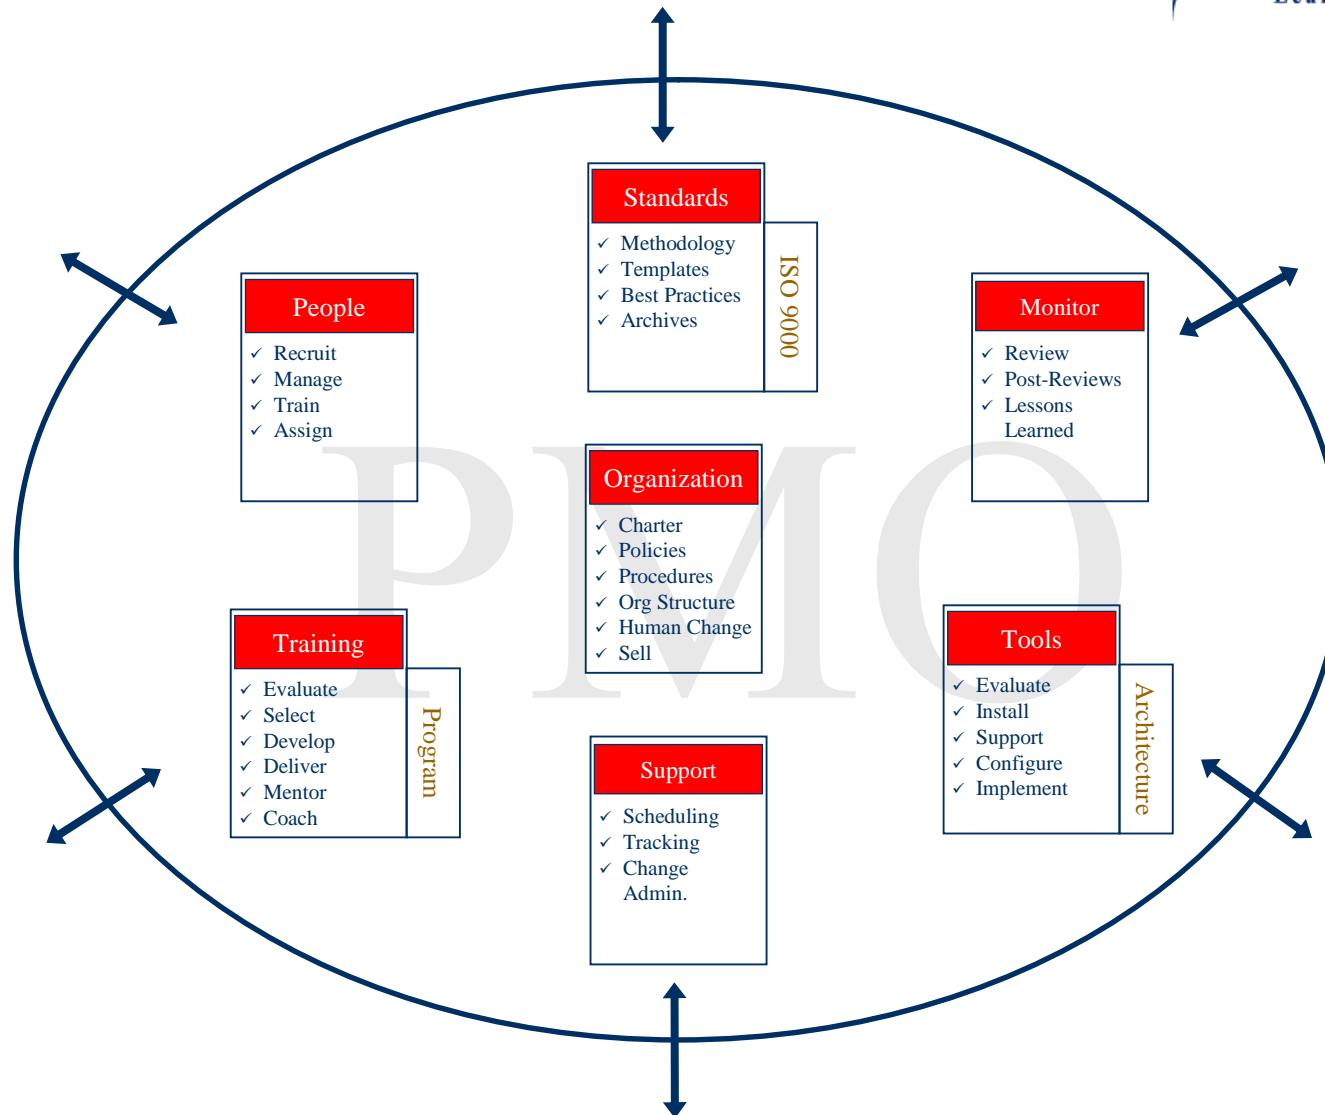 Standards
Methodology
Templates
Best Practices
Archives
ISO 9000
People
Recruit
Manage
Train
Assign
Monitor
Review
Post-Reviews
Lessons
Learned
PMO
Organization
Charter
Policies
Procedures
Org Structure
Human Change
Sell
Training
Evaluate
Select
Develop
Deliver
Mentor
Coach
Program
Tools
Evaluate
Install
Support
Configure
Implement
Architecture
Support
Scheduling
Tracking
Change
Admin.